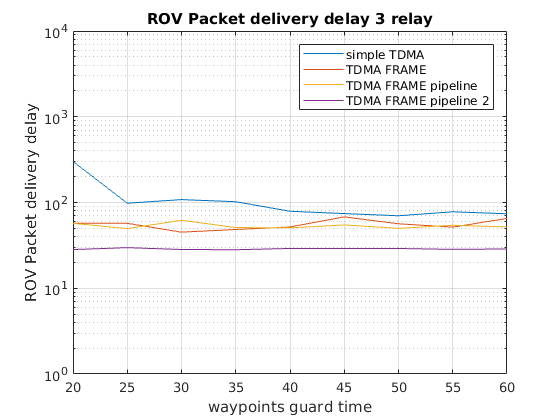 ROV Packet delivery delay 3 relay
simple TDMA
TDMA FRAME
TDMA FRAME pipeline
TDMA FRAME pipeline 2
ROV Packet delivery delay
10^4
10^3
10^2
10^1
10^0
20 25 30 35 40 45 50 55 60
waypoints guard time